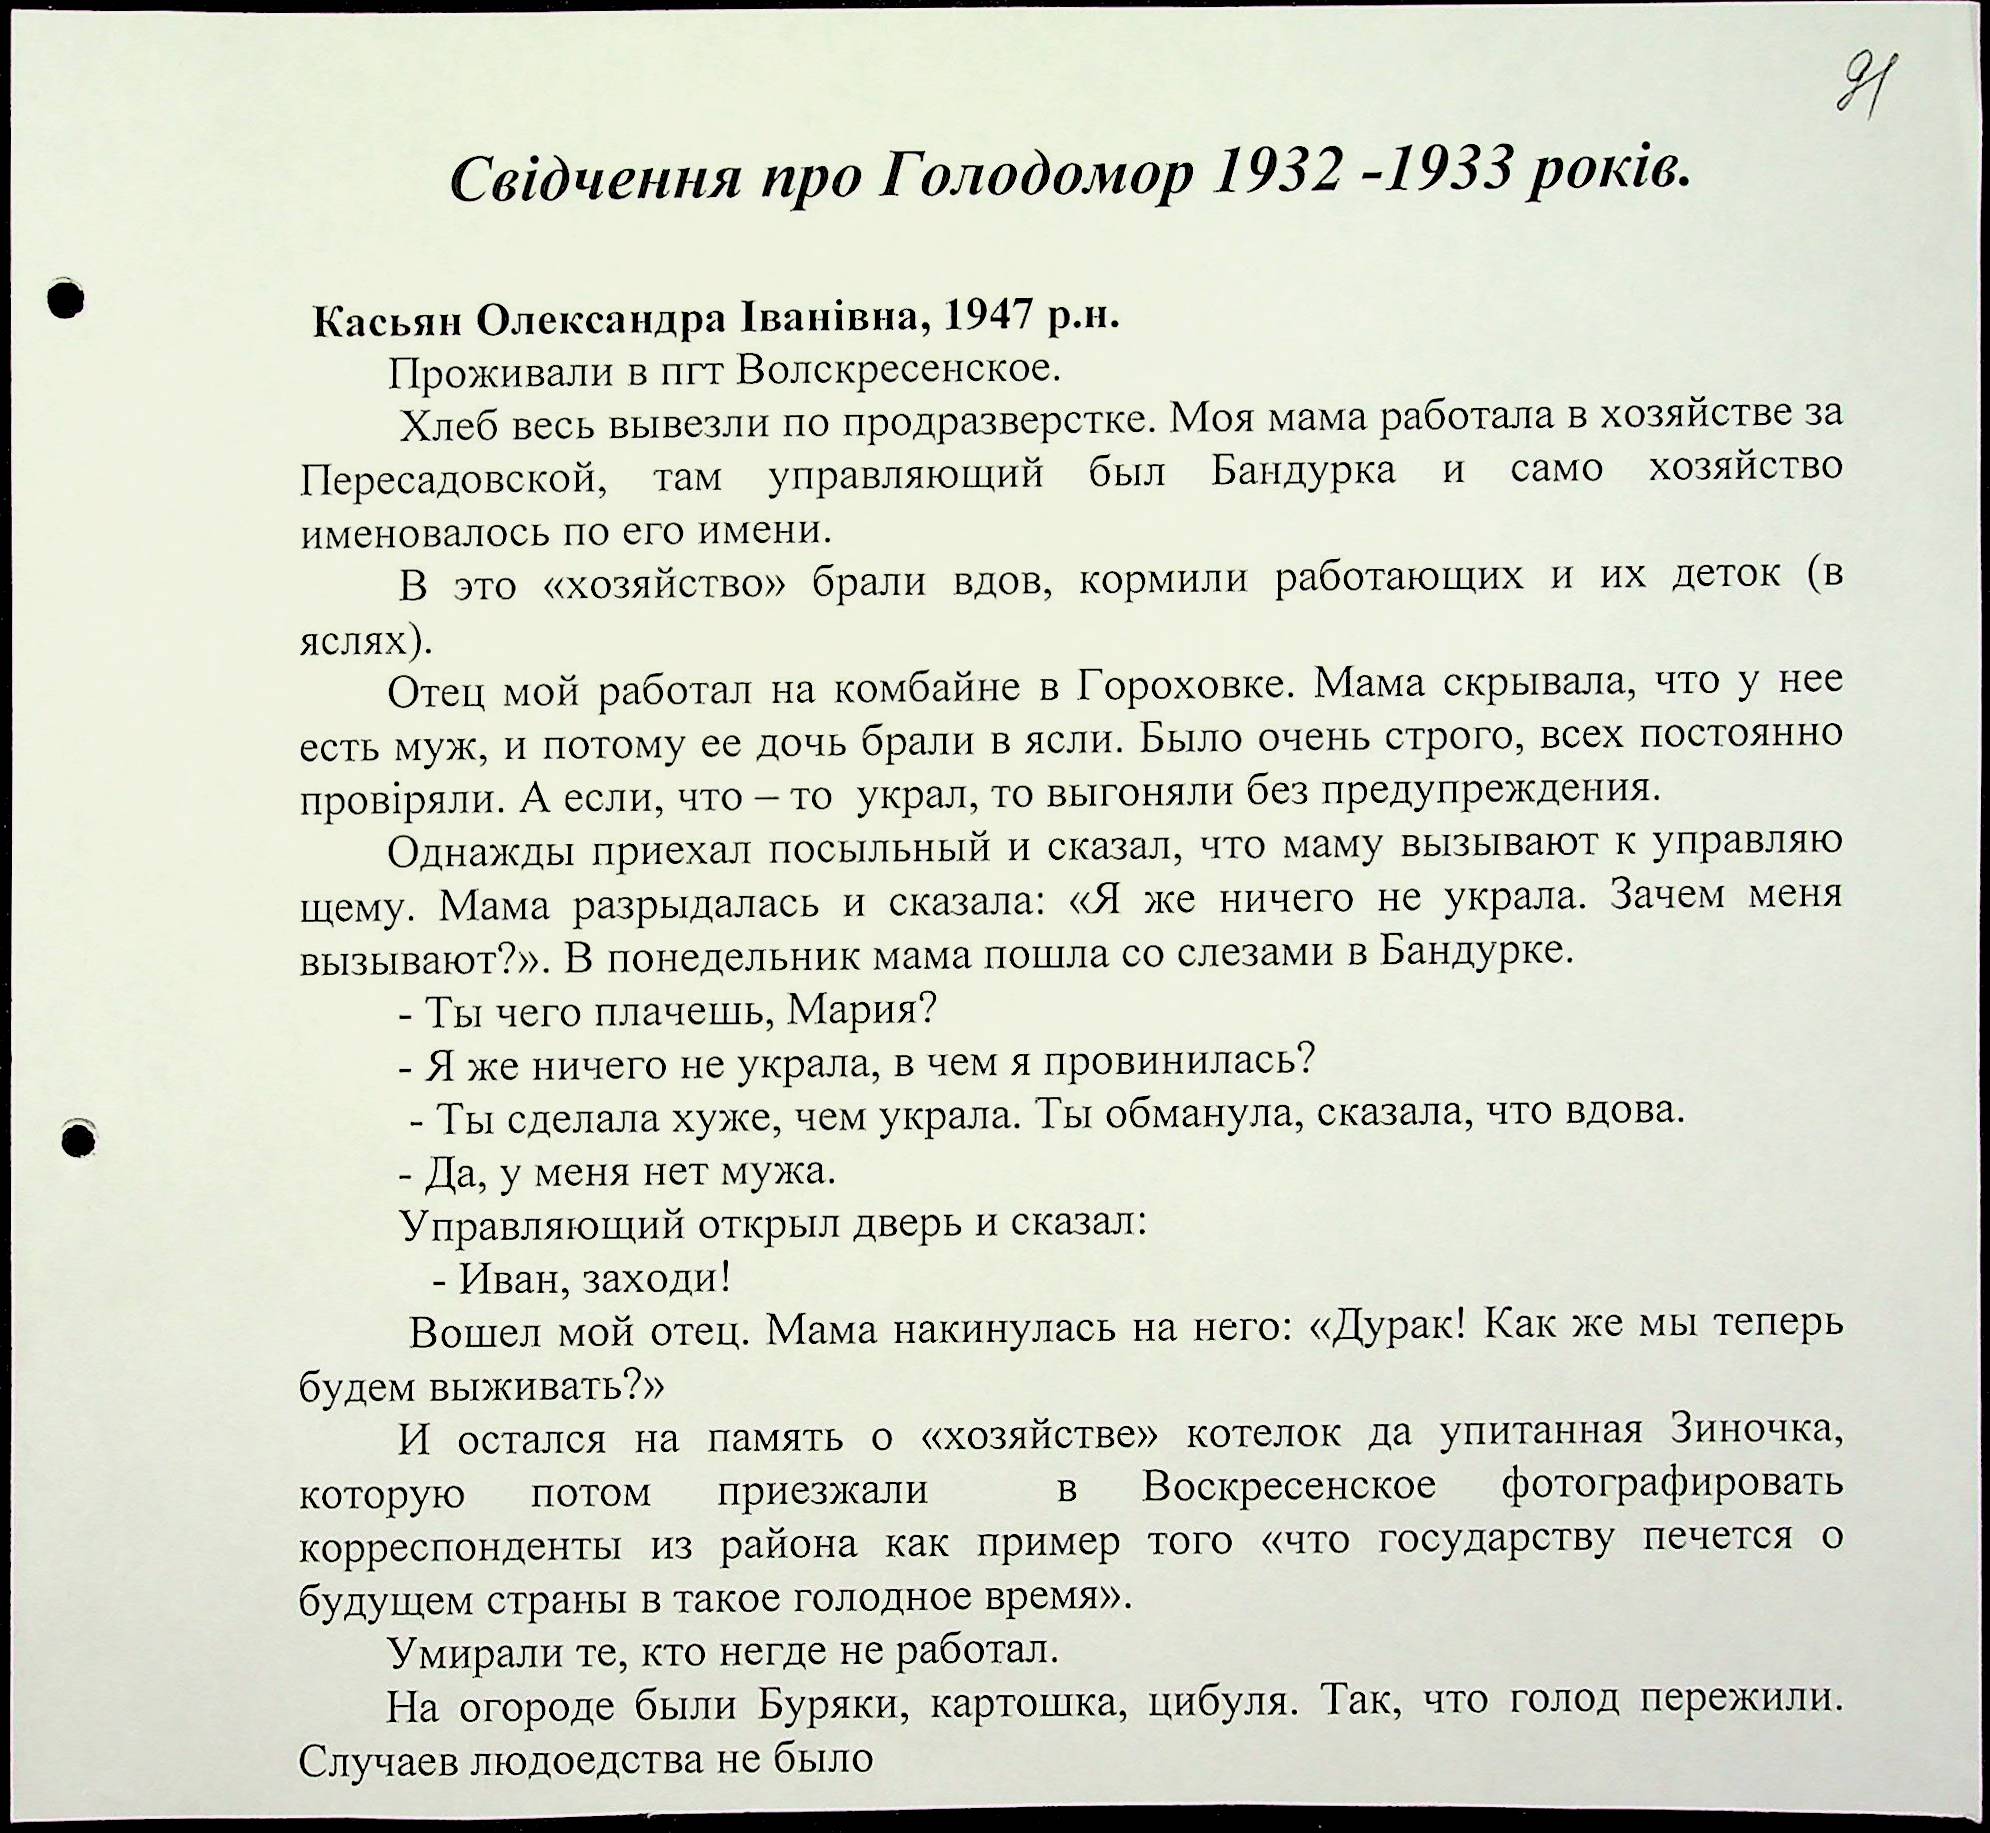 91
Свідчення про Голодомор 1932 -1933 років.
Касьян Олександра Іванівна, 1947 р.н.
Проживали в пгт Волскресенское.
Хлеб весь вывезли по продразверстке. Моя мама работала в хозяйстве за
Пересадовской, там управляющий был Бандурка и само хозяйство
именовалось по его имени.
В это «хозяйство» брали вдов, кормили работающих и их деток (в
яслях).
Отец мой работал на комбайне в Гороховке. Мама скрывала, что у нее
есть муж, и потому ее дочь брали в ясли. Было очень строго, всех постоянно
провіряли. А если, что – то украл, то выгоняли без предупреждения.
Однажды приехал посыльный и сказал, что маму вызывают к управляю
щему. Мама разрыдалась и сказала: «Я же ничего не украла. Зачем меня
вызывают?». В понедельник мама пошла со слезами в Бандурке.
- Ты чего плачешь, Мария?
- Я же ничего не украла, в чем я провинилась?
- Ты сделала хуже, чем украла. Ты обманула, сказала, что вдова.
- Да, у меня нет мужа.
Управляющий открыл дверь и сказал:
- Иван, заходи!
Вошел мой отец. Мама накинулась на него: «Дурак! Как же мы теперь
будем выживать?»
И остался на память о «хозяйстве» котелок да упитанная Зиночка,
которую потом приезжали в Воскресенское фотографировать
корреспонденты из района как пример того «что государству печется о
будущем страны в такое голодное время».
Умирали те, кто негде не работал.
На огороде были Буряки, картошка, цибуля. Так, что голод пережили.
Случаев людоедства не было